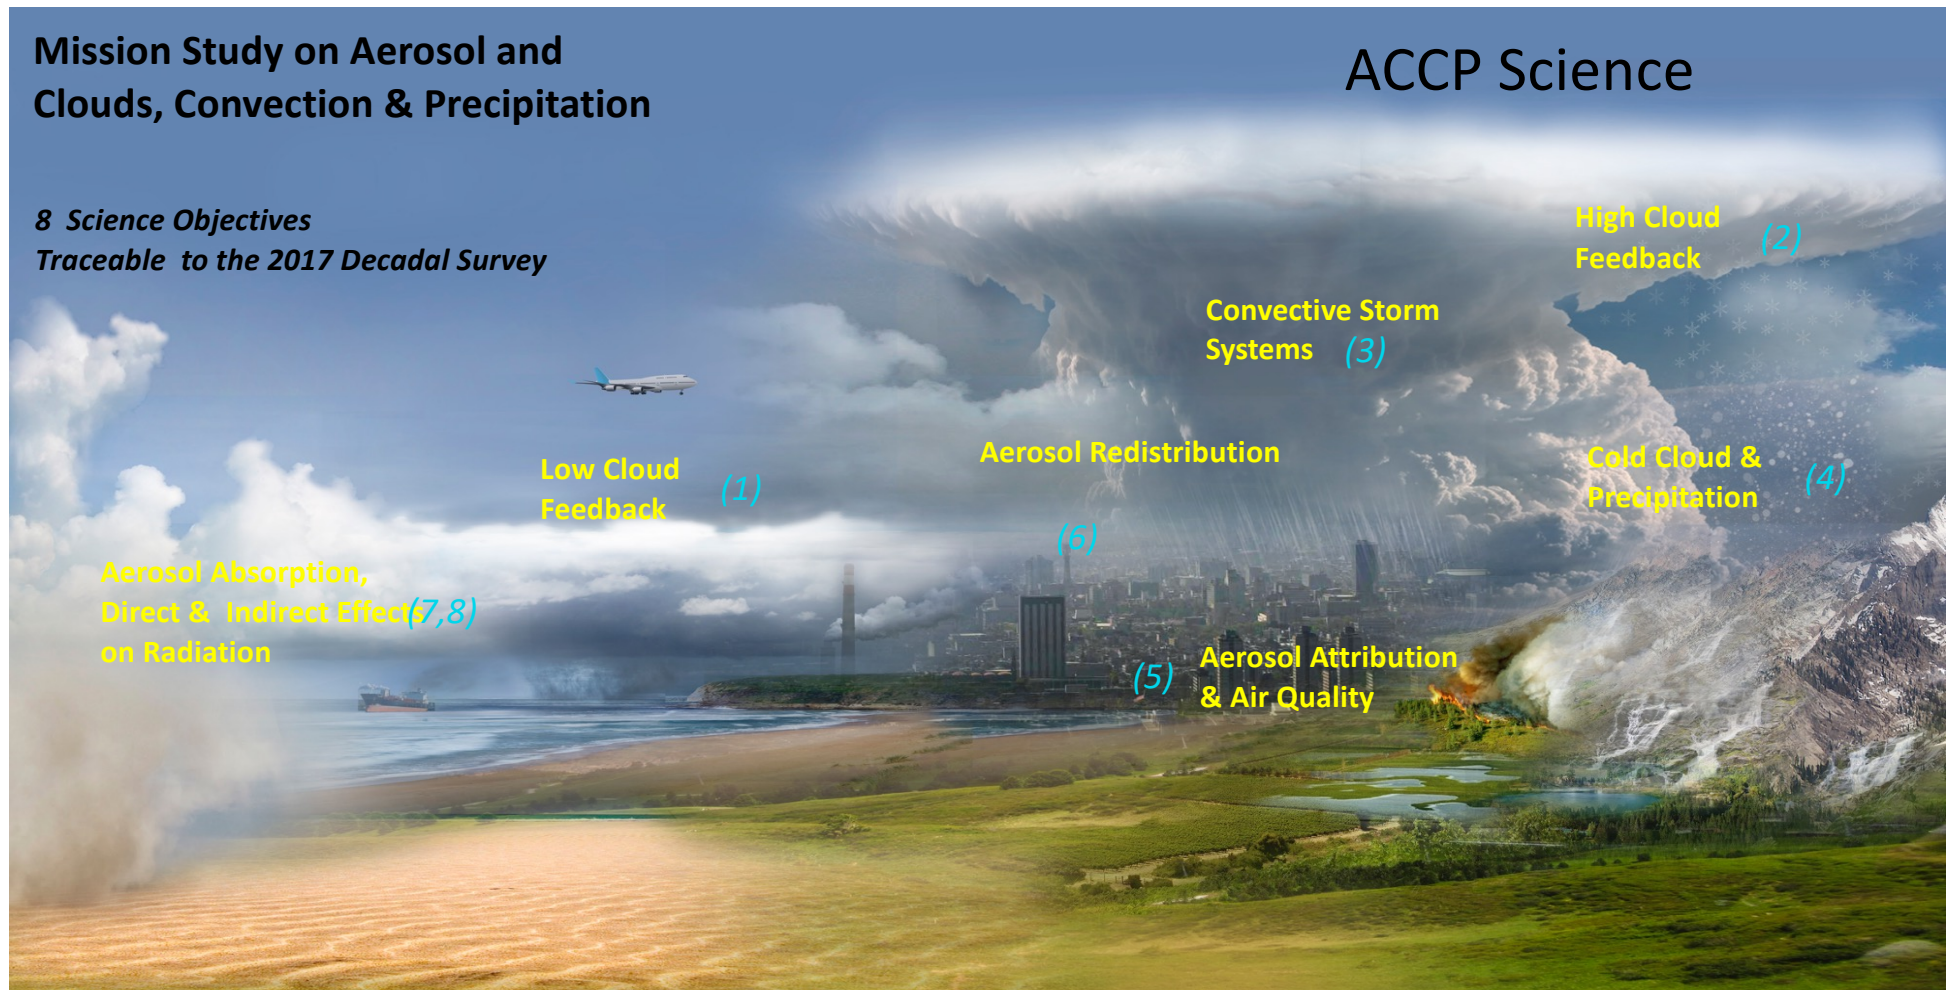 Mission Study on Aerosol and
Clouds, Convection & Precipitation
ACCP Science
8 Science Objectives
Traceable to the 2017 Decadal Survey
High Cloud
Feedback (2)
Convective Storm
Systems (3)
Aerosol Redistribution
(6)
Low Cloud
Feedback (1)
Cold Cloud &
Precipitation (4)
Aerosol Absorption,
Direct & Indirect Effects (7,8)
on Radiation
(5) Aerosol Attribution
& Air Quality